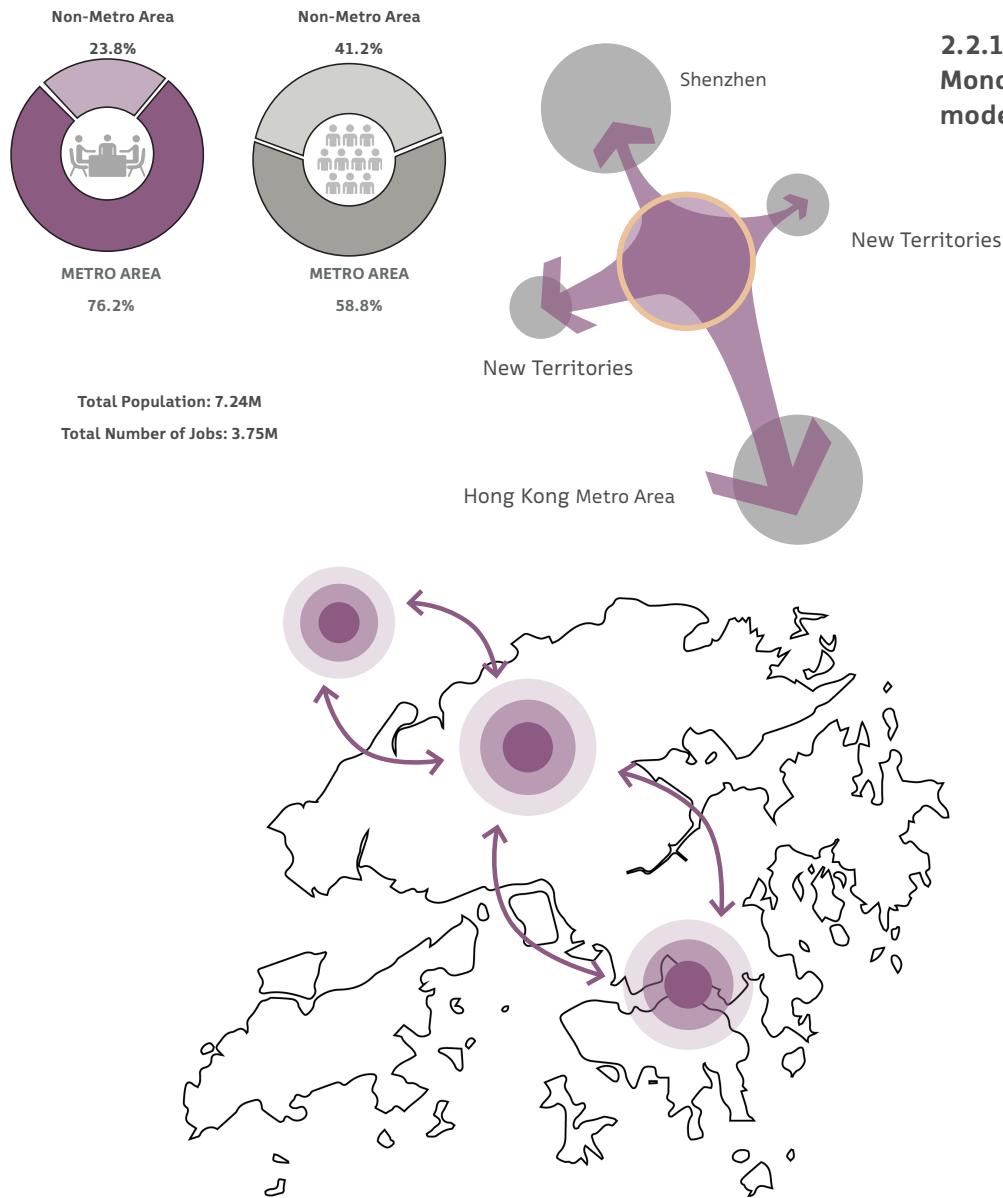 Non-Metro Area
23.8%
METRO AREA
76.2%
Non-Metro Area
41.2%
METRO AREA
58.8%
Total Population: 7.24M
Total Number of Jobs: 3.75M
Shenzhen
New Territories
New Territories
Hong Kong Metro Area
2.2.1